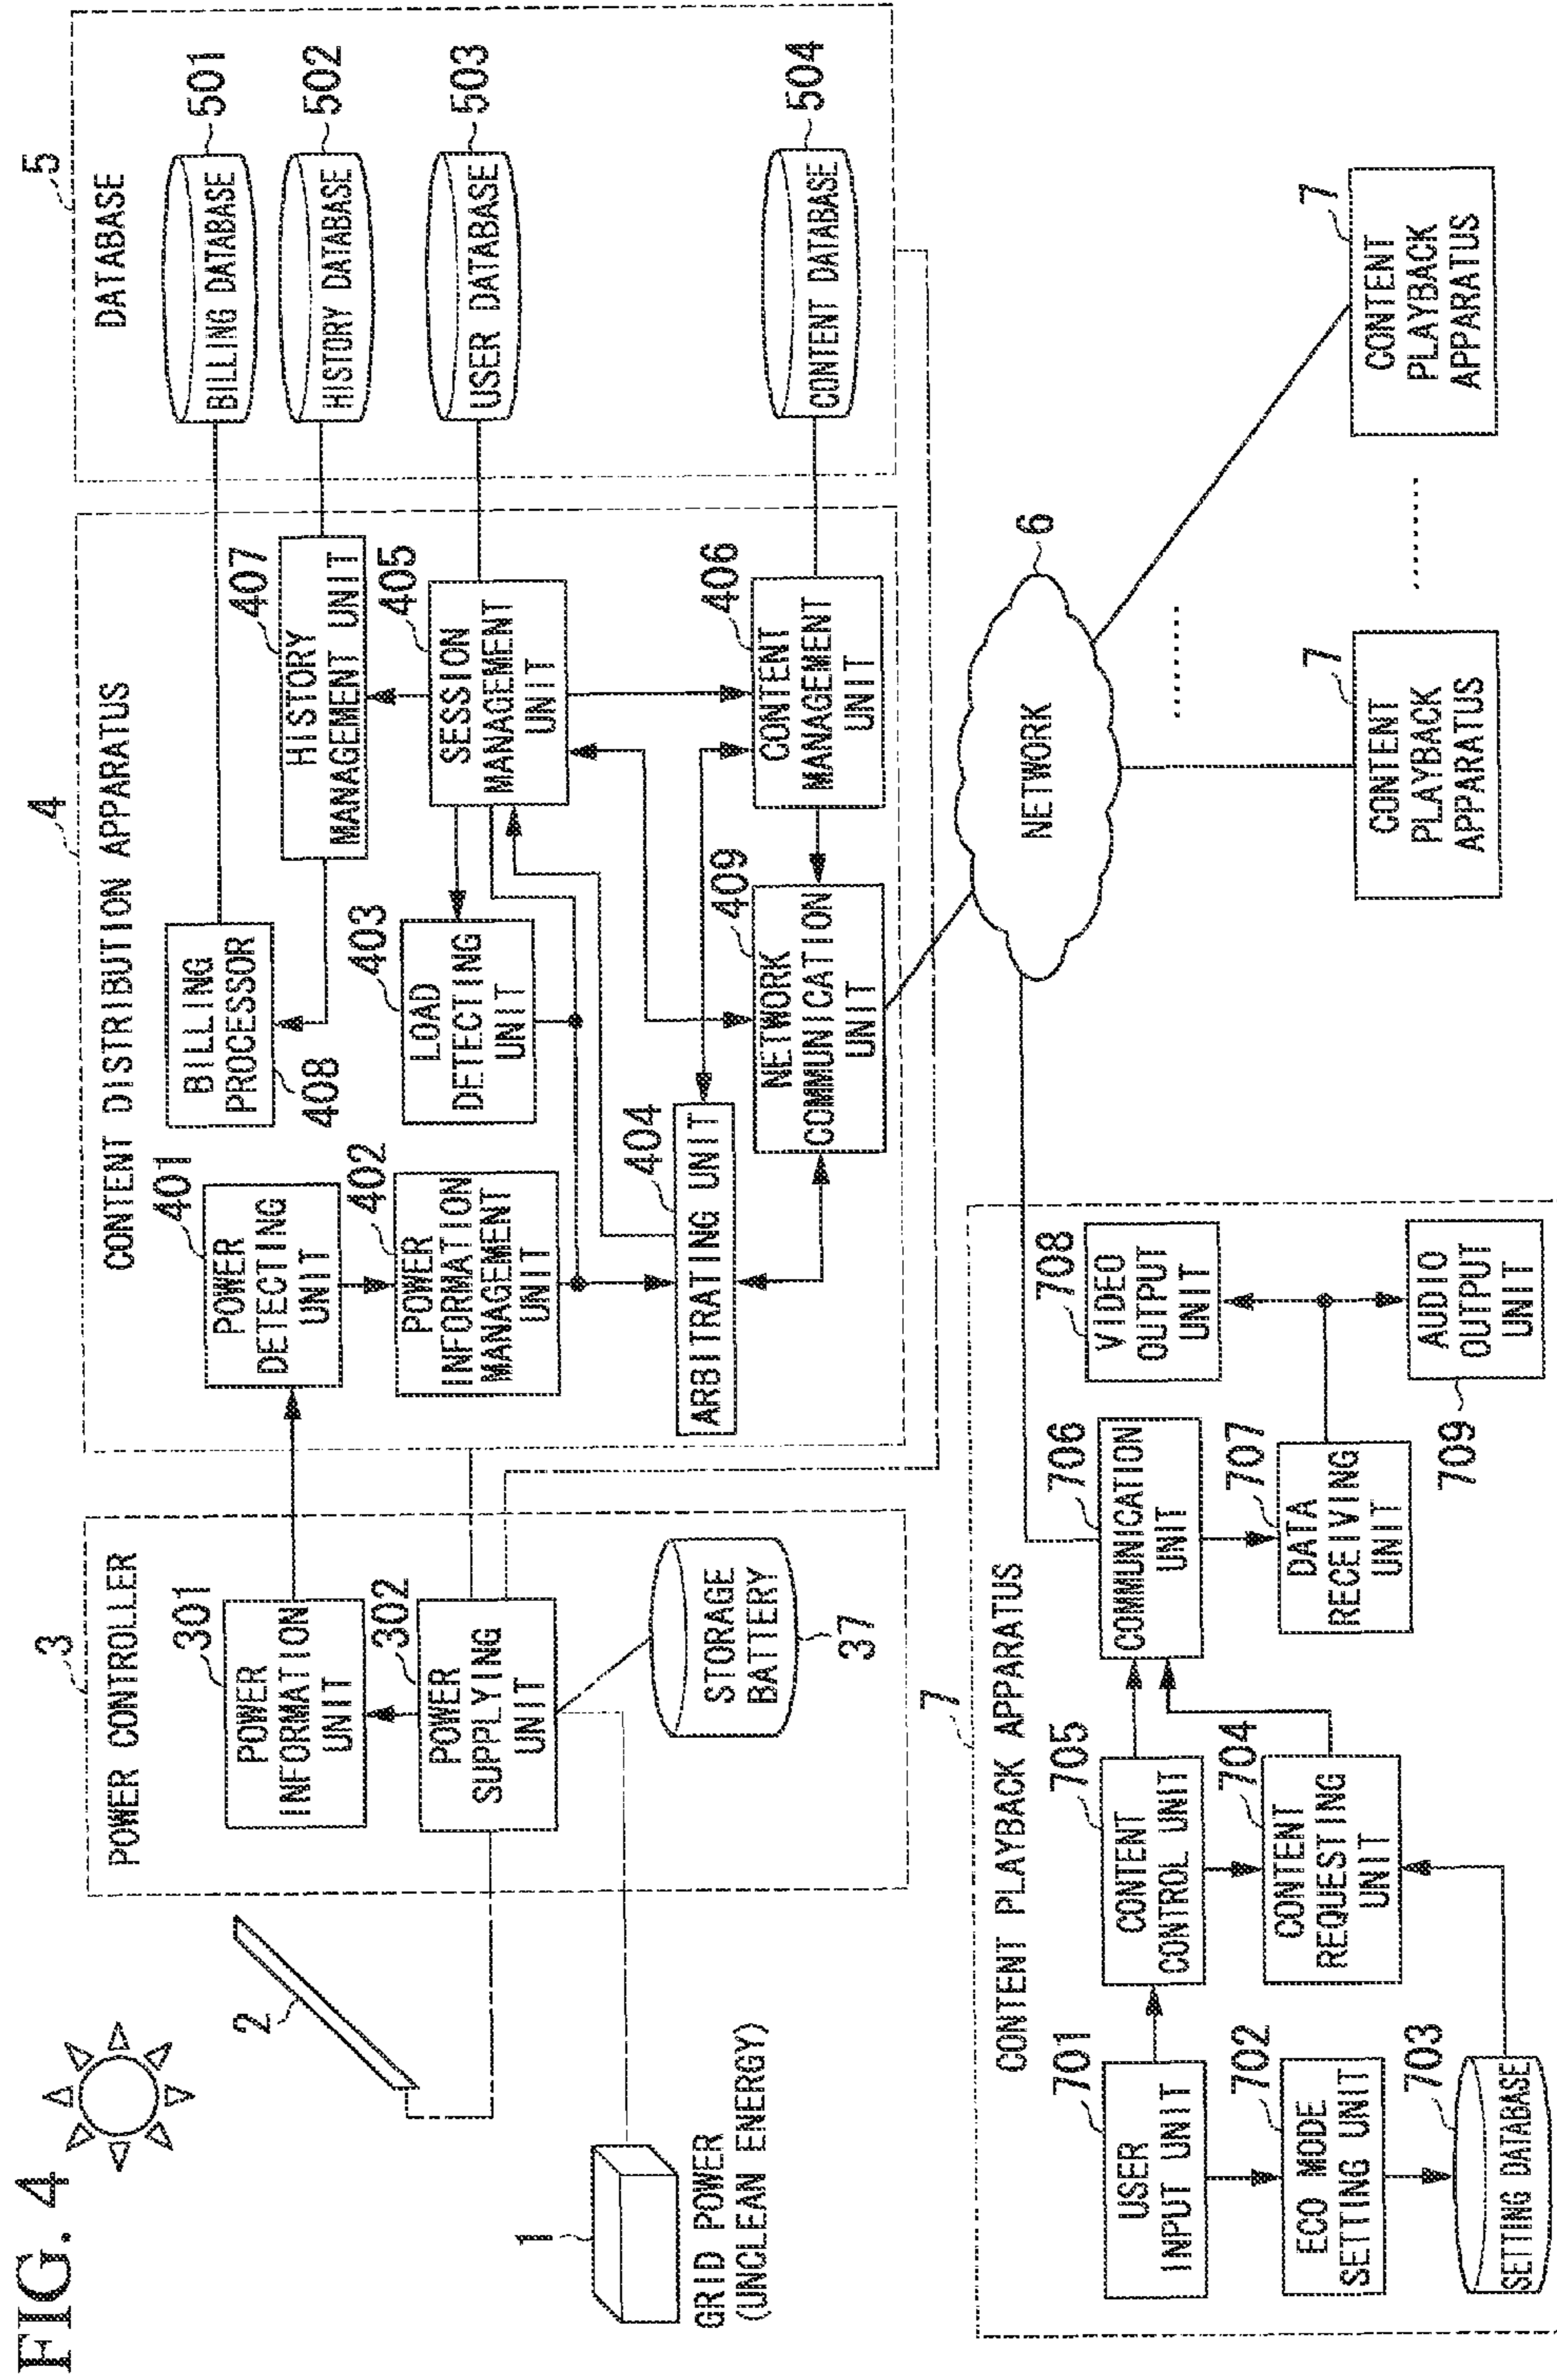 FIG. 4
2
1
GRID POWER
(UNCLEAN ENERGY)
3
POWER CONTROLLER
301
POWER
INFORMATION
UNIT
302
POWER
SUPPLYING
UNIT
STORAGE
BATTERY
37
4
CONTENT DISTRIBUTION APPARATUS
401
POWER
DETECTING
UNIT
402
POWER
INFORMATION
MANAGEMENT
UNIT
BILLING
PROCESSOR
408
403
LOAD
DETECTING
UNIT
404
ARBITRATING UNIT
407
HISTORY
MANAGEMENT UNIT
405
SESSION
MANAGEMENT
UNIT
406
CONTENT
MANAGEMENT
UNIT
409
NETWORK
COMMUNICATION
UNIT
5
DATABASE
BILLING DATABASE
501
HISTORY DATABASE
502
USER DATABASE
503
CONTENT DATABASE
504
6
NETWORK
7
CONTENT
PLAYBACK
APPARATUS
7
CONTENT
PLAYBACK
APPARATUS
7
CONTENT PLAYBACK APPARATUS
701
USER
INPUT UNIT
702
ECO MODE
SETTING UNIT
703
SETTING DATABASE
705
CONTENT
CONTROL UNIT
704
CONTENT
REQUESTING
UNIT
706
COMMUNICATION
UNIT
707
DATA
RECEIVING
UNIT
708
VIDEO
OUTPUT
UNIT
AUDIO
OUTPUT
UNIT
709